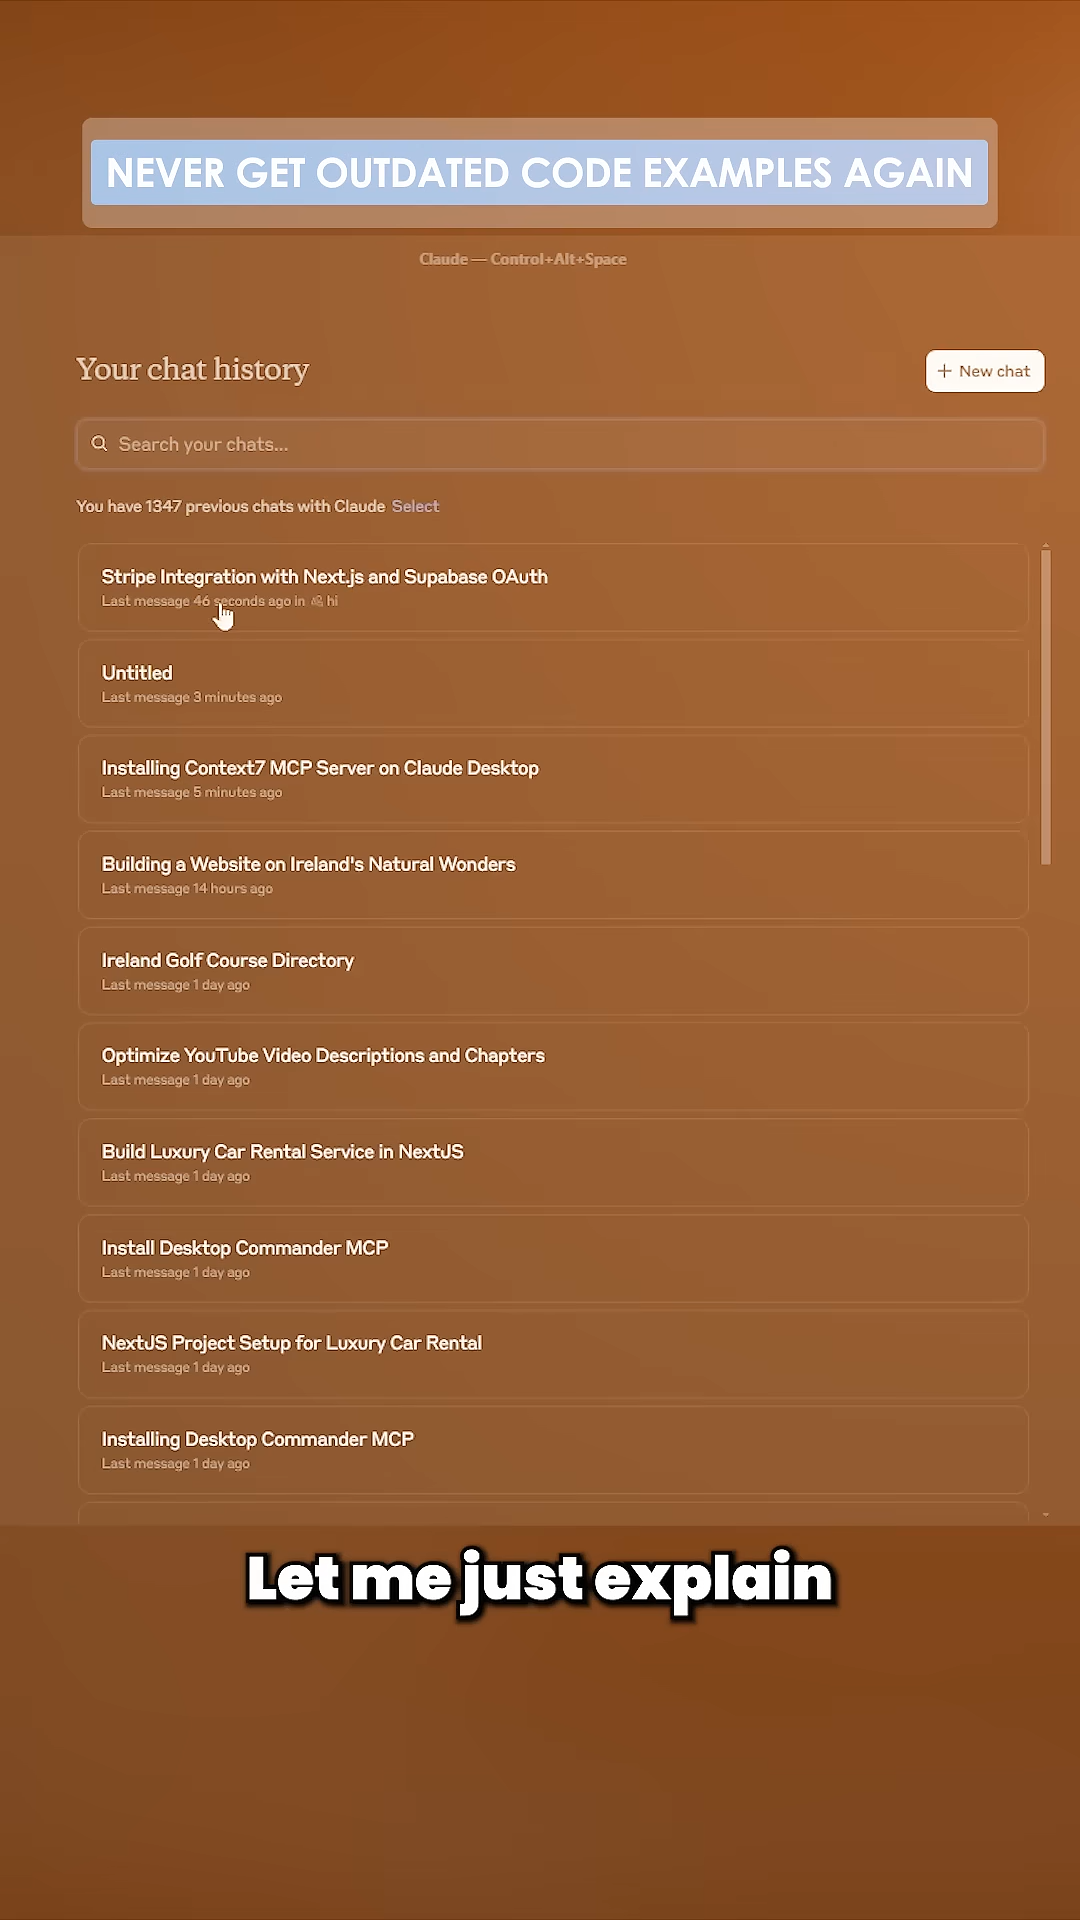 NEVER GET OUTDATED CODE EXAMPLES AGAIN
Claude — Control+Alt+Space
Your chat history
+ New chat
Search your chats...
You have 1347 previous chats with Claude Select
Stripe Integration with Next.js and Supabase OAuth
Last message 46 seconds ago in hi
Untitled
Last message 3 minutes ago
Installing Context7 MCP Server on Claude Desktop
Last message 5 minutes ago
Building a Website on Ireland's Natural Wonders
Last message 14 hours ago
Ireland Golf Course Directory
Last message 1 day ago
Optimize YouTube Video Descriptions and Chapters
Last message 1 day ago
Build Luxury Car Rental Service in NextJS
Last message 1 day ago
Install Desktop Commander MCP
Last message 1 day ago
NextJS Project Setup for Luxury Car Rental
Last message 1 day ago
Installing Desktop Commander MCP
Last message 1 day ago
Let me just explain